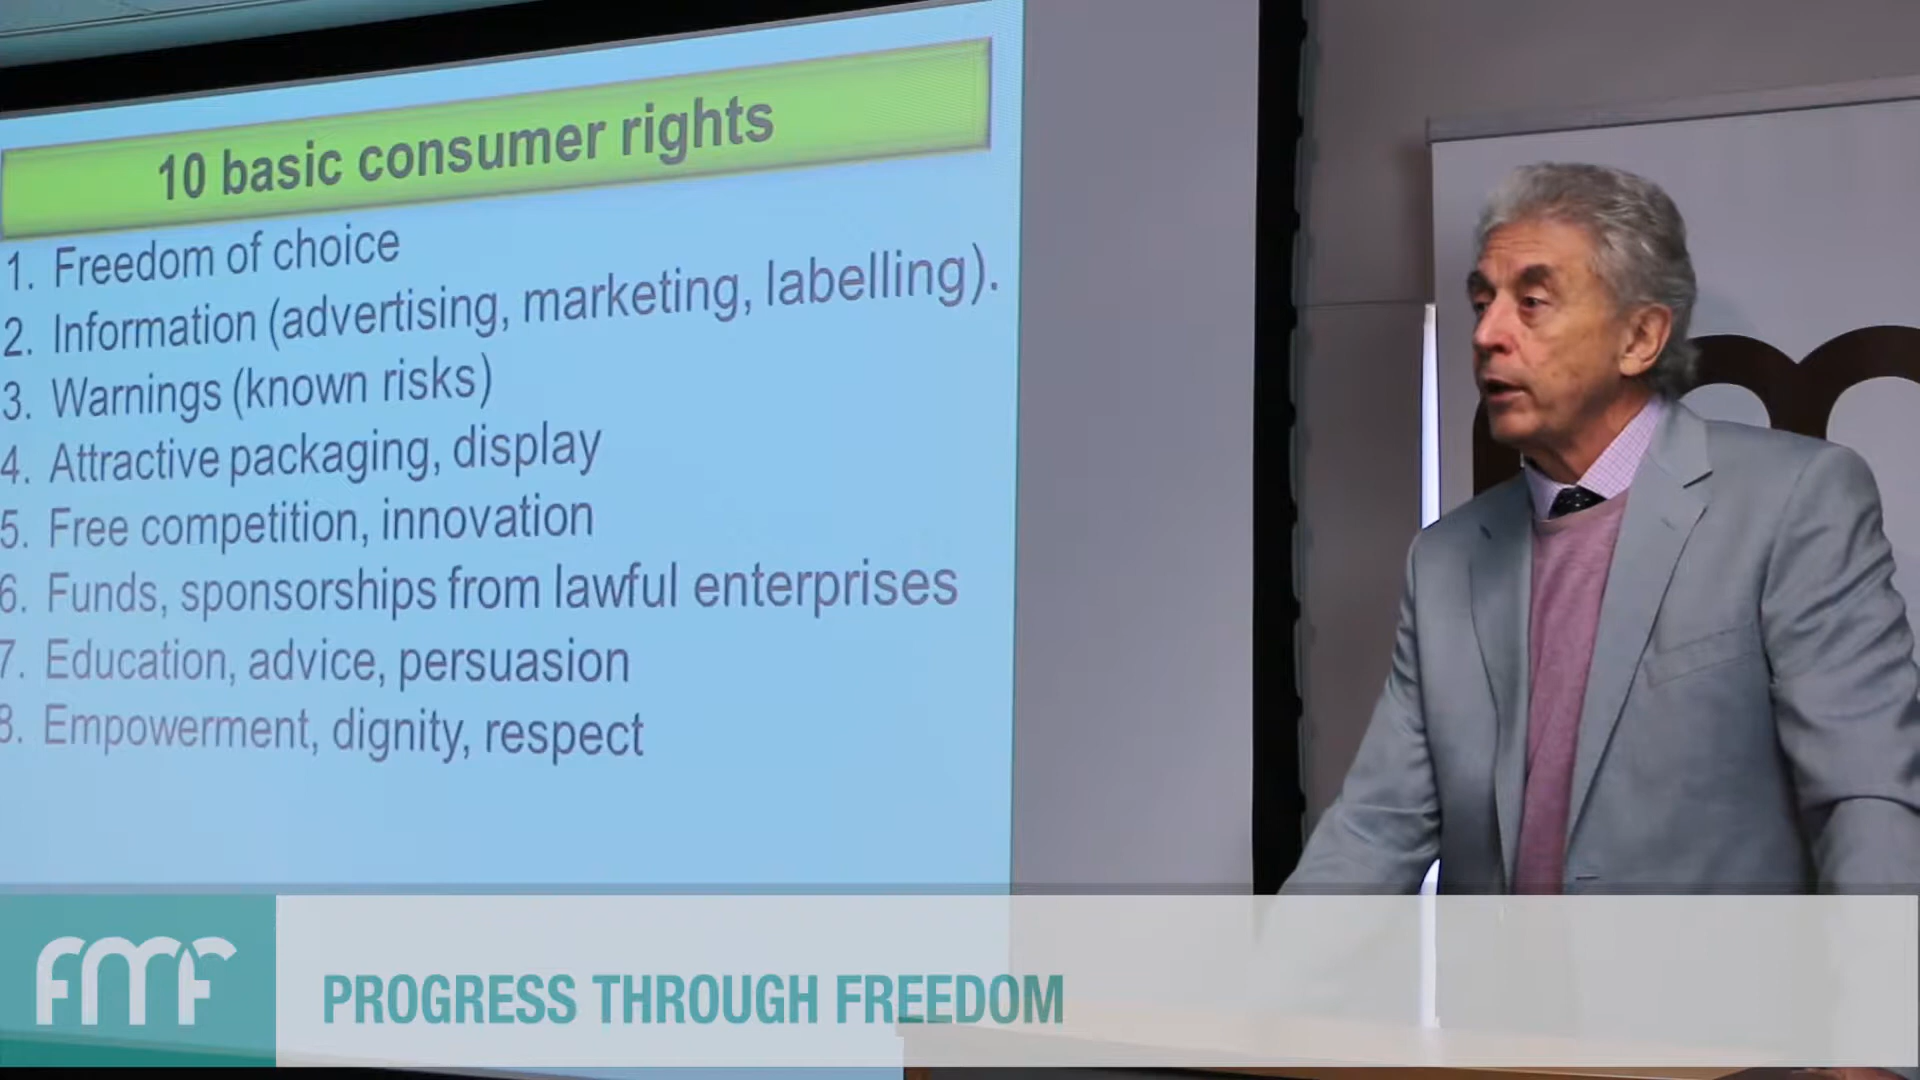 10 basic consumer rights
1. Freedom of choice
2. Information (advertising, marketing, labelling).
3. Warnings (known risks)
4. Attractive packaging, display
5. Free competition, innovation
6. Funds, sponsorships from lawful enterprises
7. Education, advice, persuasion
8. Empowerment, dignity, respect
FMF
PROGRESS THROUGH FREEDOM